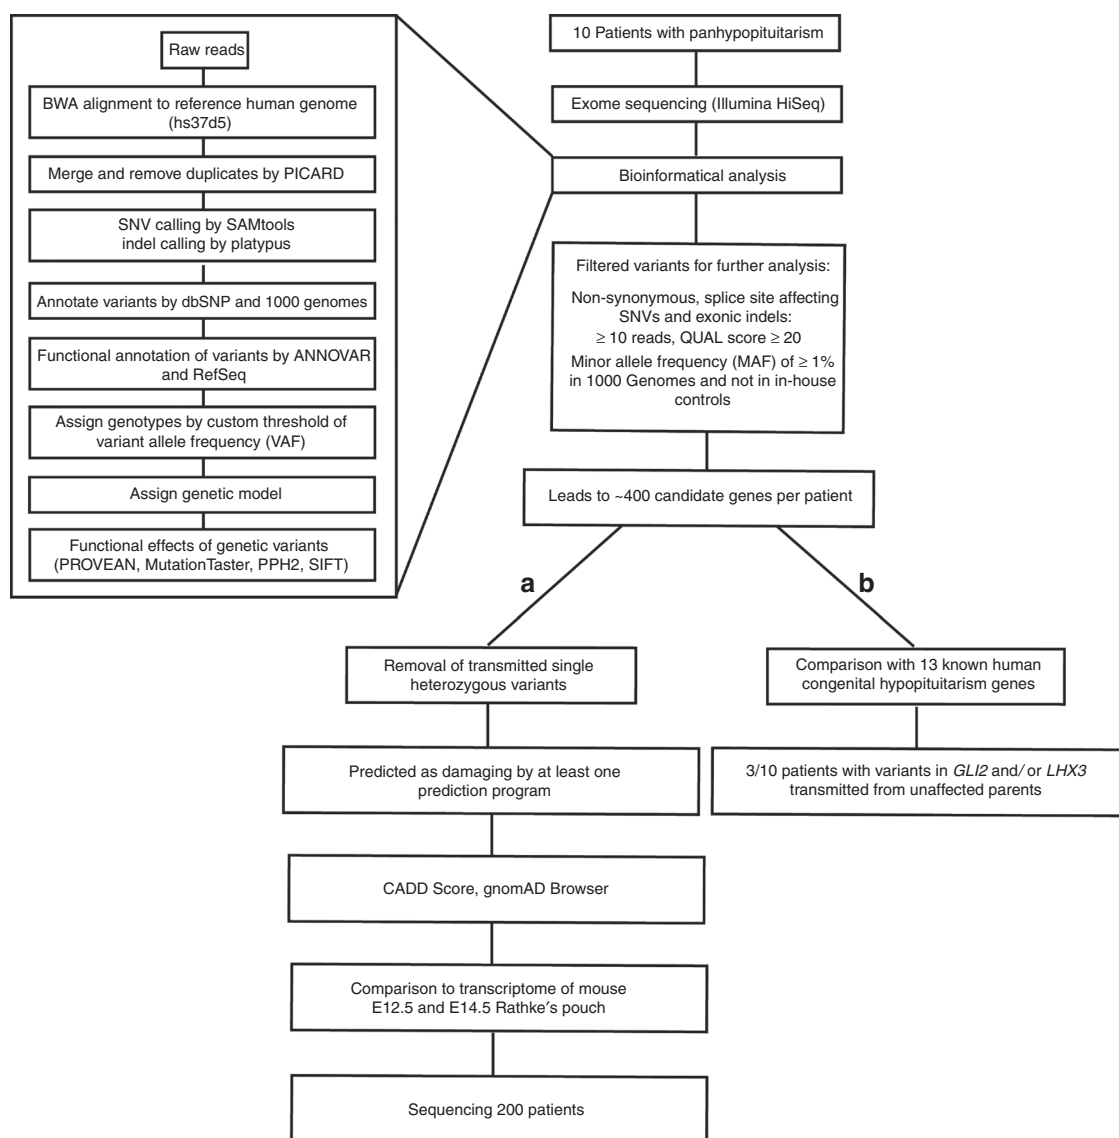 Raw reads
BWA alignment to reference human genome
(hs37d5)
Merge and remove duplicates by PICARD
SNV calling by SAMtools
indel calling by platypus
Annotate variants by dbSNP and 1000 genomes
Functional annotation of variants by ANNOVAR
and RefSeq
Assign genotypes by custom threshold of
variant allele frequency (VAF)
Assign genetic model
Functional effects of genetic variants
(PROVEAN, MutationTaster, PPH2, SIFT)
10 Patients with panhypopituitarism
Exome sequencing (Illumina HiSeq)
Bioinformatical analysis
Filtered variants for further analysis:
Non-synonymous, splice site affecting
SNVs and exonic indels:
≥ 10 reads, QUAL score ≥ 20
Minor allele frequency (MAF) of ≥ 1%
in 1000 Genomes and not in in-house
controls
Leads to ~400 candidate genes per patient
a
Removal of transmitted single
heterozygous variants
Predicted as damaging by at least one
prediction program
CADD Score, gnomAD Browser
Comparison to transcriptome of mouse
E12.5 and E14.5 Rathke′s pouch
Sequencing 200 patients
b
Comparison with 13 known human
congenital hypopituitarism genes
3/10 patients with variants in GLI2 and/ or LHX3
transmitted from unaffected parents